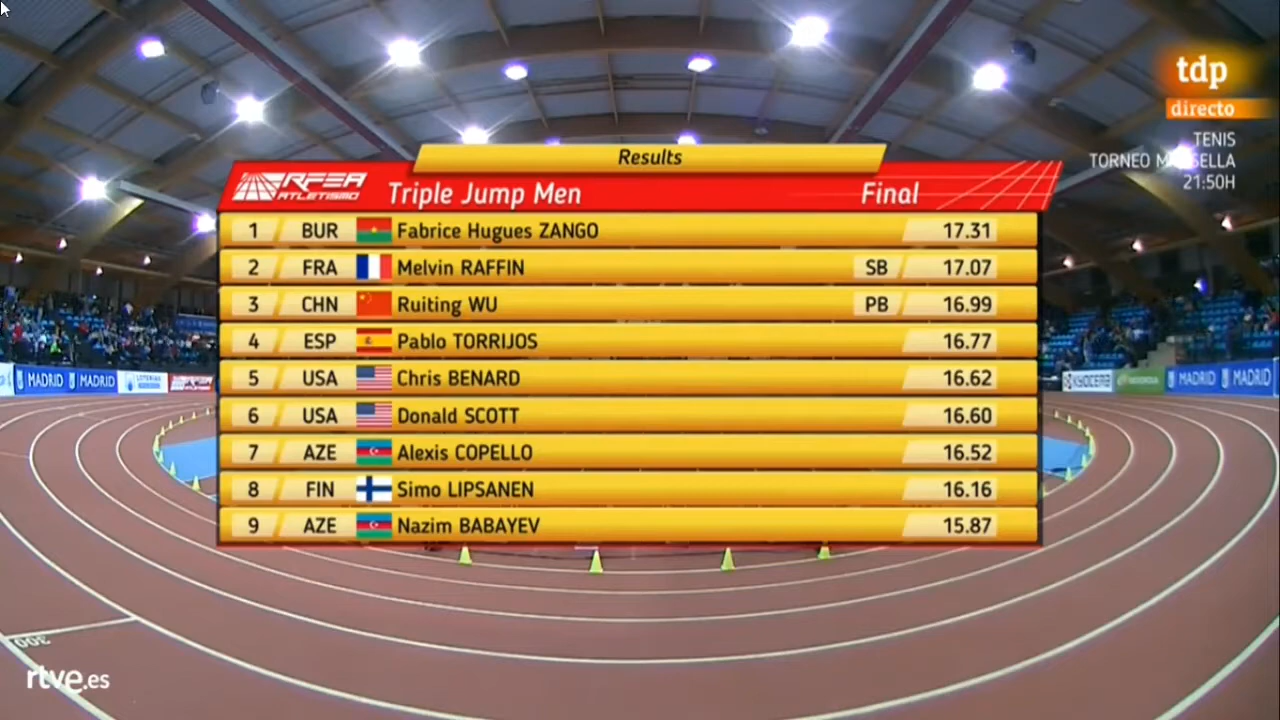 tdp
directo
TENIS
TORNEO MARSELLA
21:50H
Results
RFEA
ATLETISMO
Triple Jump Men Final
1 BUR Fabrice Hugues ZANGO 17.31
2 FRA Melvin RAFFIN SB 17.07
3 CHN Ruiting WU PB 16.99
4 ESP Pablo TORRIJOS 16.77
5 USA Chris BENARD 16.62
6 USA Donald SCOTT 16.60
7 AZE Alexis COPELLO 16.52
8 FIN Simo LIPSANEN 16.16
9 AZE Nazim BABAYEV 15.87
MADRID MADRID
KYOCERA MADRID MADRID
300
rtve.es